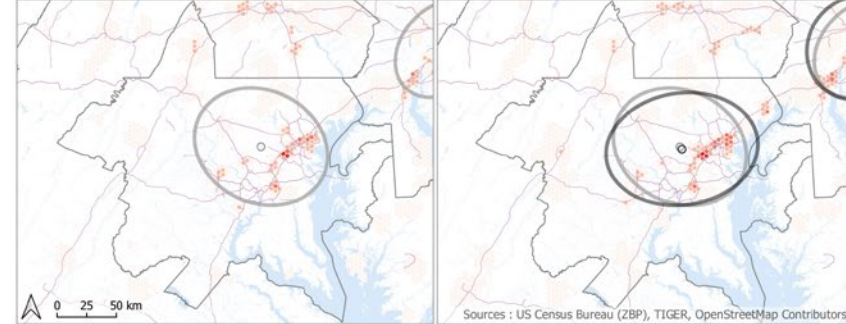 0 25 50 km
Sources : US Census Bureau (ZBP), TIGER, OpenStreetMap Contributors